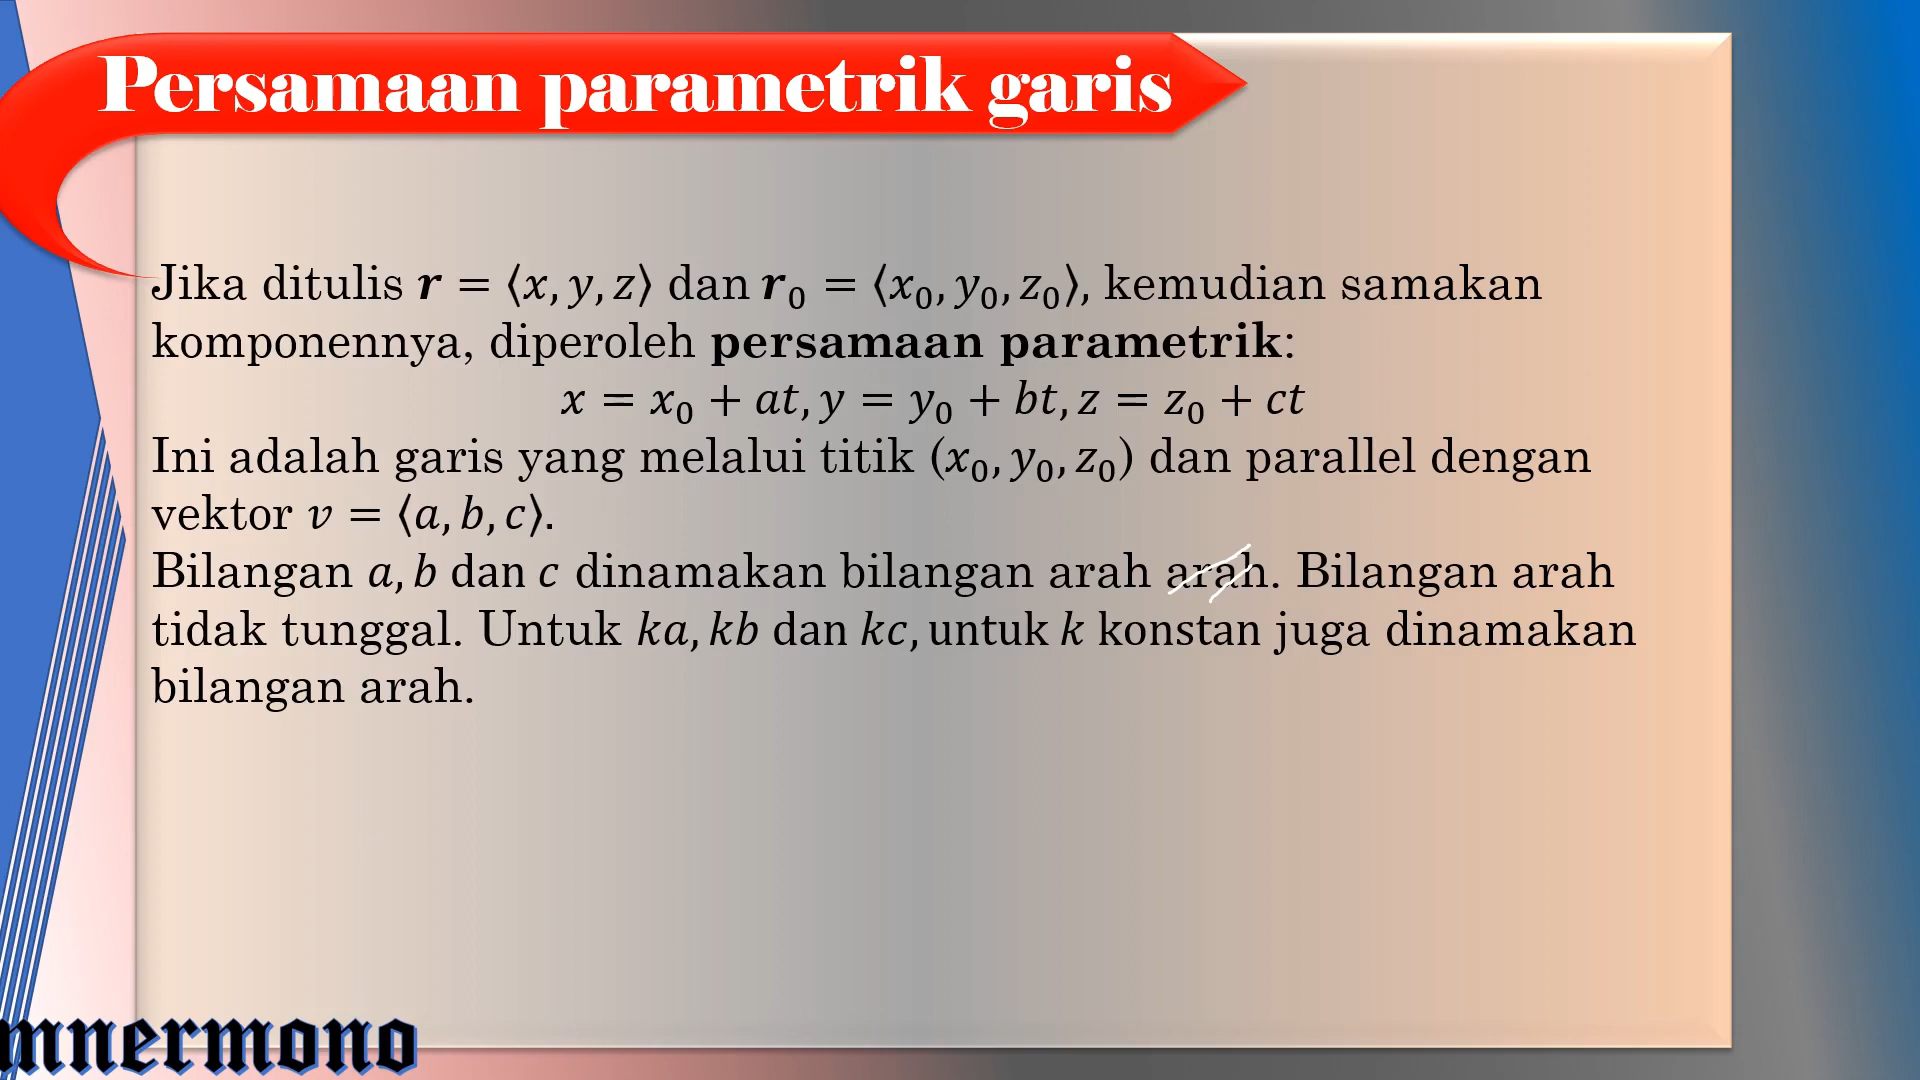 Persamaan parametrik garis
Jika ditulis r = ⟨x, y, z⟩ dan r₀ = ⟨x₀, y₀, z₀⟩, kemudian samakan
komponennya, diperoleh persamaan parametrik:
x = x₀ + at, y = y₀ + bt, z = z₀ + ct
Ini adalah garis yang melalui titik (x₀, y₀, z₀) dan parallel dengan
vektor v = ⟨a, b, c⟩.
Bilangan a, b dan c dinamakan bilangan arah arah. Bilangan arah
tidak tunggal. Untuk ka, kb dan kc, untuk k konstan juga dinamakan
bilangan arah.
mnermono